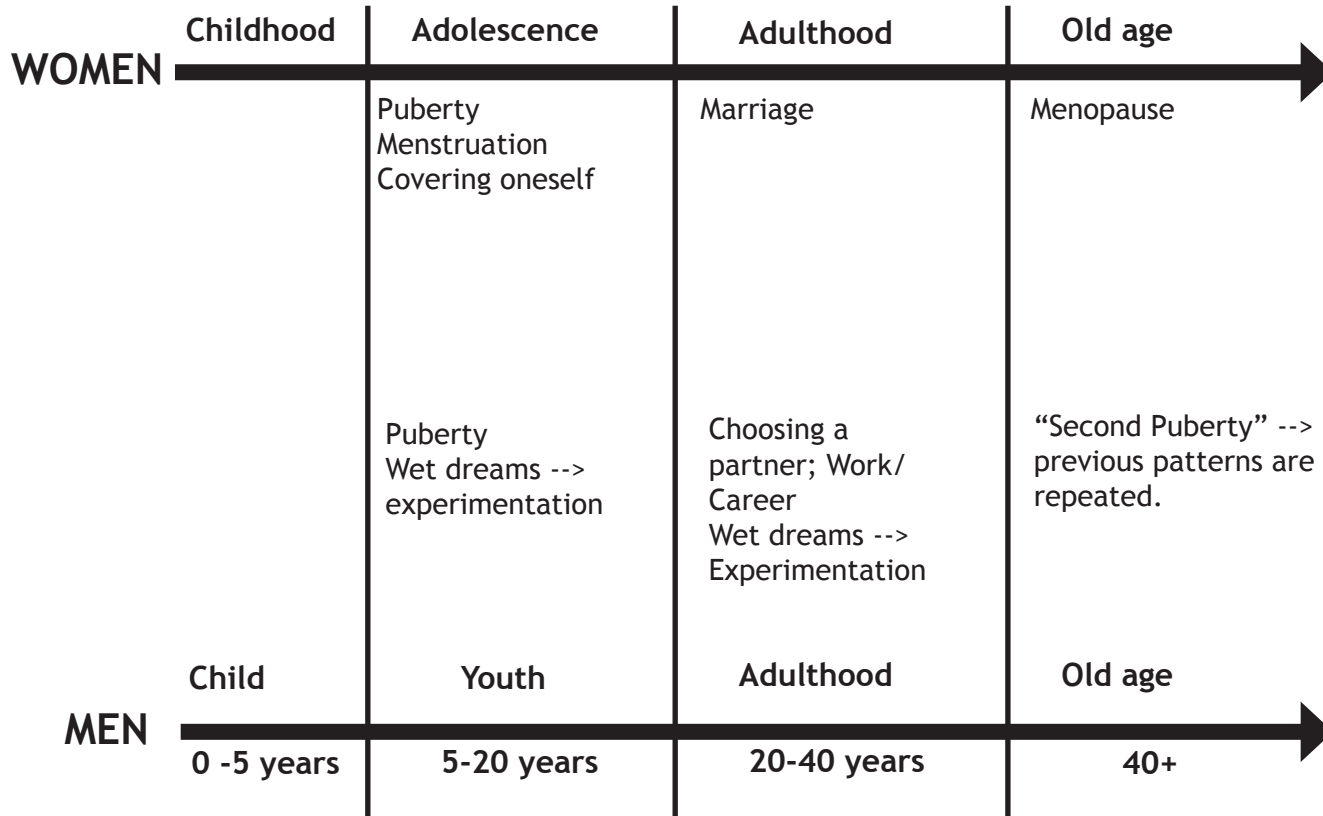 Childhood
Adolescence
Adulthood
Old age
WOMEN
Puberty
Menstruation
Covering oneself
Marriage
Menopause
Puberty
Wet dreams -->
experimentation
Choosing a
partner; Work/
Career
Wet dreams -->
Experimentation
“Second Puberty” -->
previous patterns are
repeated.
Child
Youth
Adulthood
Old age
MEN
0 -5 years
5-20 years
20-40 years
40+